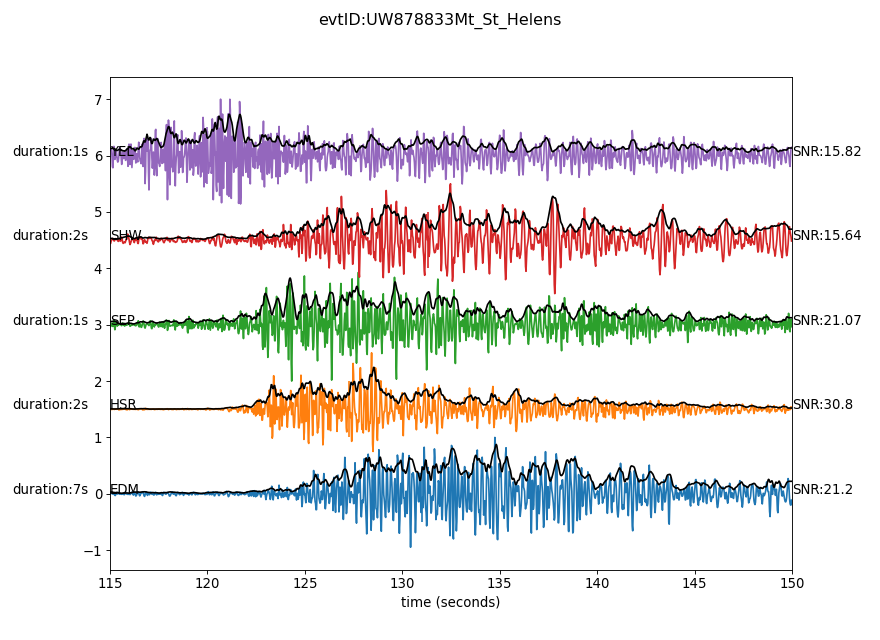 evtID:UW878833Mt_St_Helens
7
duration:1s YEL SNR:15.82
6
5
duration:2s SHW SNR:15.64
4
duration:1s SEP SNR:21.07
3
2
duration:2s HSR SNR:30.8
1
duration:7s EDM SNR:21.2
0
−1
115 120 125 130 135 140 145 150
time (seconds)